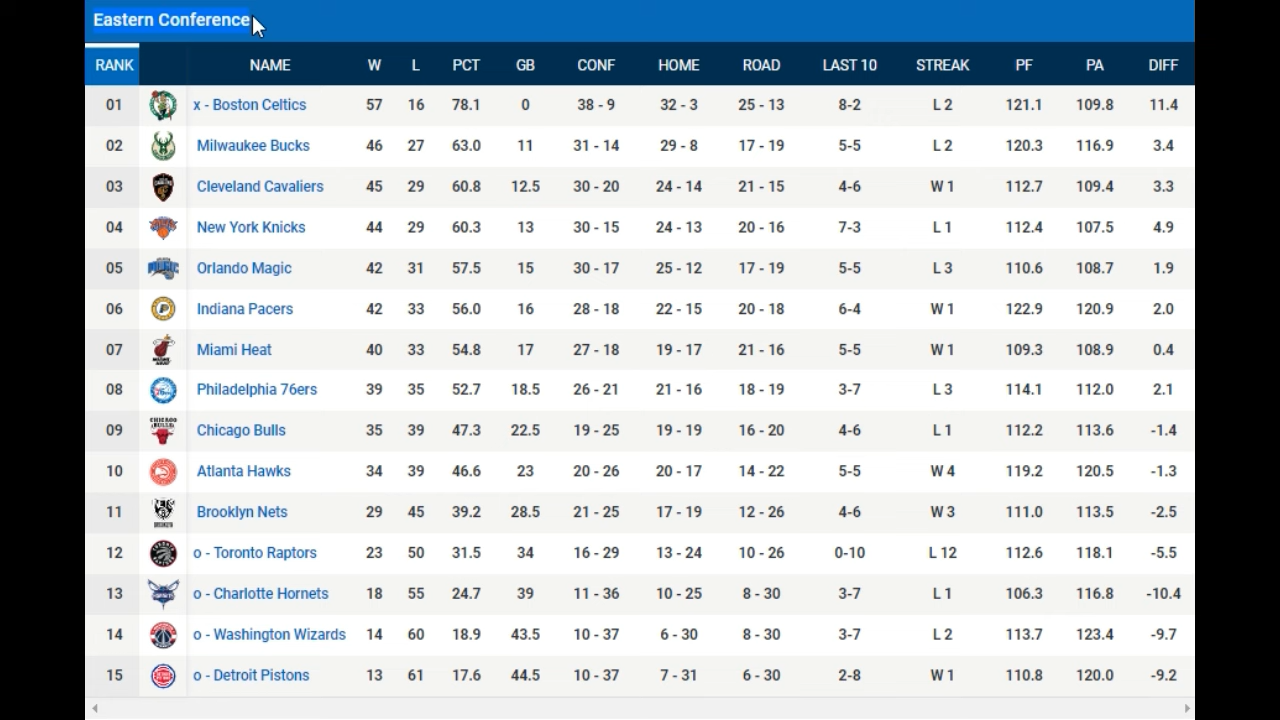 Eastern Conference
RANK NAME W L PCT GB CONF HOME ROAD LAST 10 STREAK PF PA DIFF
01 x - Boston Celtics 57 16 78.1 0 38 - 9 32 - 3 25 - 13 8-2 L 2 121.1 109.8 11.4
02 Milwaukee Bucks 46 27 63.0 11 31 - 14 29 - 8 17 - 19 5-5 L 2 120.3 116.9 3.4
03 Cleveland Cavaliers 45 29 60.8 12.5 30 - 20 24 - 14 21 - 15 4-6 W 1 112.7 109.4 3.3
04 New York Knicks 44 29 60.3 13 30 - 15 24 - 13 20 - 16 7-3 L 1 112.4 107.5 4.9
05 Orlando Magic 42 31 57.5 15 30 - 17 25 - 12 17 - 19 5-5 L 3 110.6 108.7 1.9
06 Indiana Pacers 42 33 56.0 16 28 - 18 22 - 15 20 - 18 6-4 W 1 122.9 120.9 2.0
07 Miami Heat 40 33 54.8 17 27 - 18 19 - 17 21 - 16 5-5 W 1 109.3 108.9 0.4
08 Philadelphia 76ers 39 35 52.7 18.5 26 - 21 21 - 16 18 - 19 3-7 L 3 114.1 112.0 2.1
CHICAGO BULLS
09 Chicago Bulls 35 39 47.3 22.5 19 - 25 19 - 19 16 - 20 4-6 L 1 112.2 113.6 -1.4
10 Atlanta Hawks 34 39 46.6 23 20 - 26 20 - 17 14 - 22 5-5 W 4 119.2 120.5 -1.3
11 Brooklyn Nets 29 45 39.2 28.5 21 - 25 17 - 19 12 - 26 4-6 W 3 111.0 113.5 -2.5
12 o - Toronto Raptors 23 50 31.5 34 16 - 29 13 - 24 10 - 26 0-10 L 12 112.6 118.1 -5.5
13 o - Charlotte Hornets 18 55 24.7 39 11 - 36 10 - 25 8 - 30 3-7 L 1 106.3 116.8 -10.4
14 o - Washington Wizards 14 60 18.9 43.5 10 - 37 6 - 30 8 - 30 3-7 L 2 113.7 123.4 -9.7
15 o - Detroit Pistons 13 61 17.6 44.5 10 - 37 7 - 31 6 - 30 2-8 W 1 110.8 120.0 -9.2